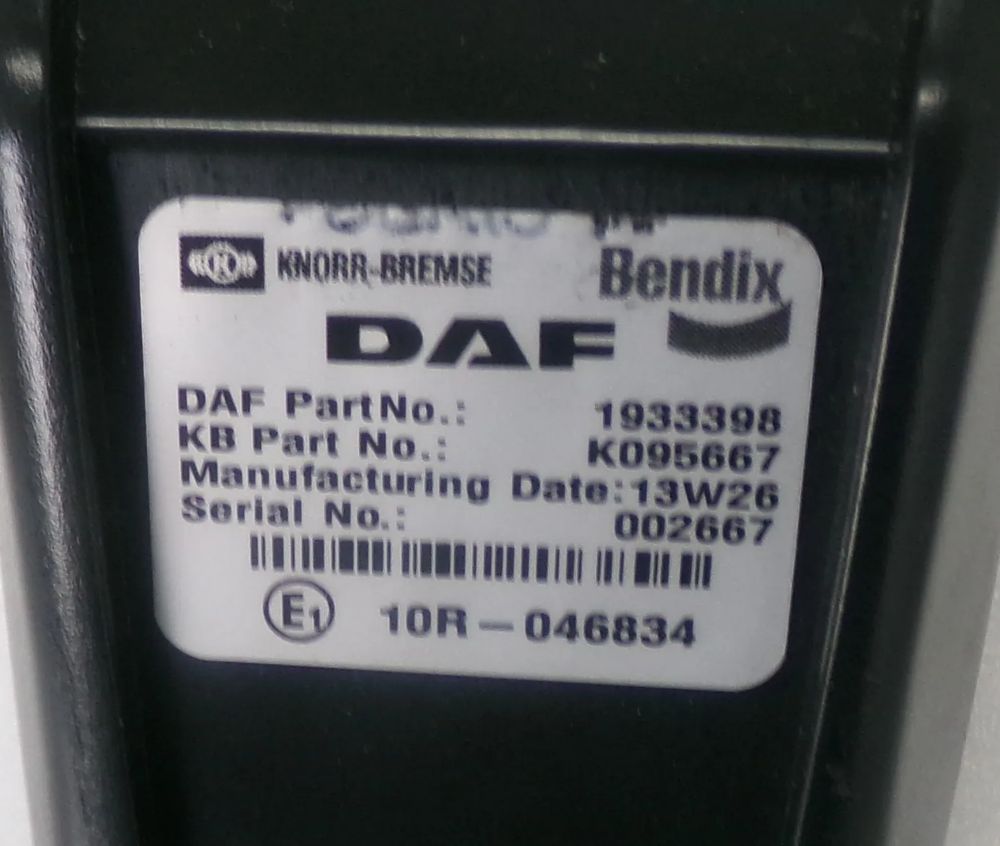 KNORR-BREMSE Bendix
DAF
DAF PartNo.: 1933398
KB Part No.: K095667
Manufacturing Date:13W26
Serial No.: 002667
E1 10R-046834